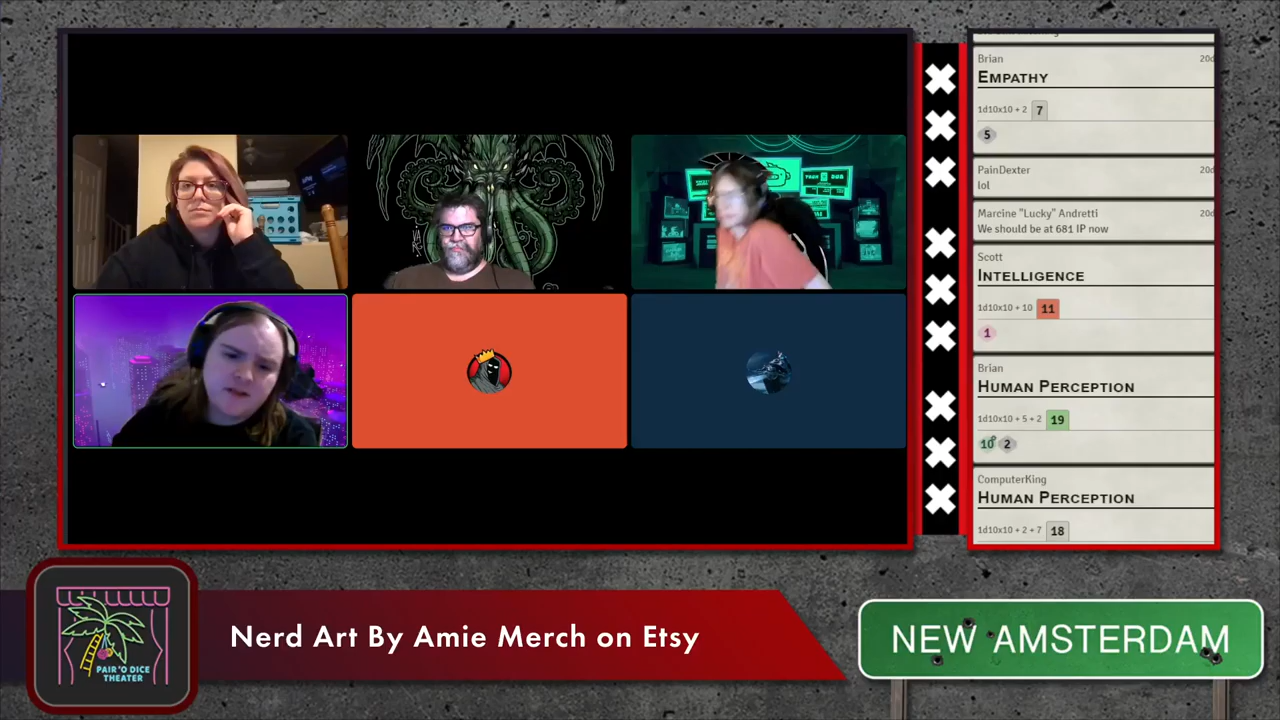 Brian
20d
EMPATHY
1d10x10 + 2 7
5
PainDexter
20d
lol
Marcine "Lucky" Andretti
20d
We should be at 681 IP now
Scott
INTELLIGENCE
1d10x10 + 10 11
1
Brian
HUMAN PERCEPTION
1d10x10 + 5 + 2 19
10 2
ComputerKing
HUMAN PERCEPTION
1d10x10 + 2 + 7 18
PAIR 'O DICE
THEATER
Nerd Art By Amie Merch on Etsy
NEW AMSTERDAM